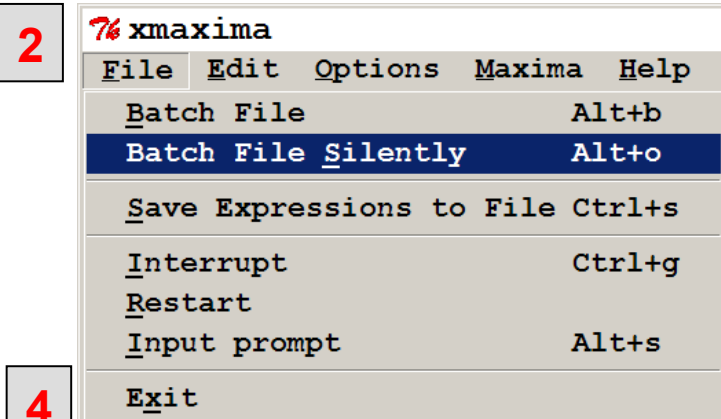 2
76 xmaxima
File Edit Options Maxima Help
Batch File Alt+b
Batch File Silently Alt+o
Save Expressions to File Ctrl+s
Interrupt Ctrl+g
Restart
Input prompt Alt+s
4
Exit